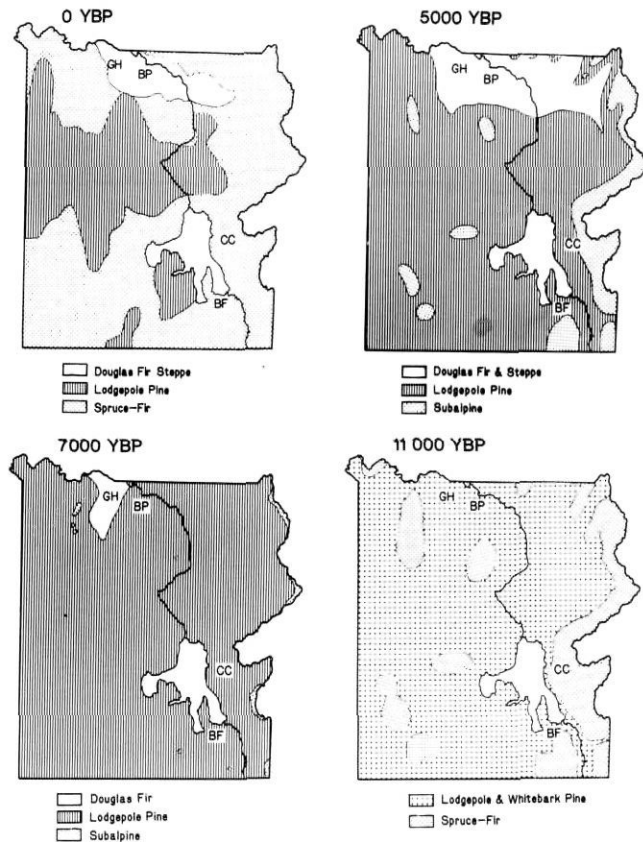 0 YBP
GH
BP
CC
BF
Douglas Fir Steppe
Lodgepole Pine
Spruce-Fir
5000 YBP
GH
BP
CC
BF
Douglas Fir & Steppe
Lodgepole Pine
Subalpine
7000 YBP
GH
BP
CC
BF
Douglas Fir
Lodgepole Pine
Subalpine
11 000 YBP
GH
BP
CC
BF
Lodgepole & Whitebark Pine
Spruce-Fir